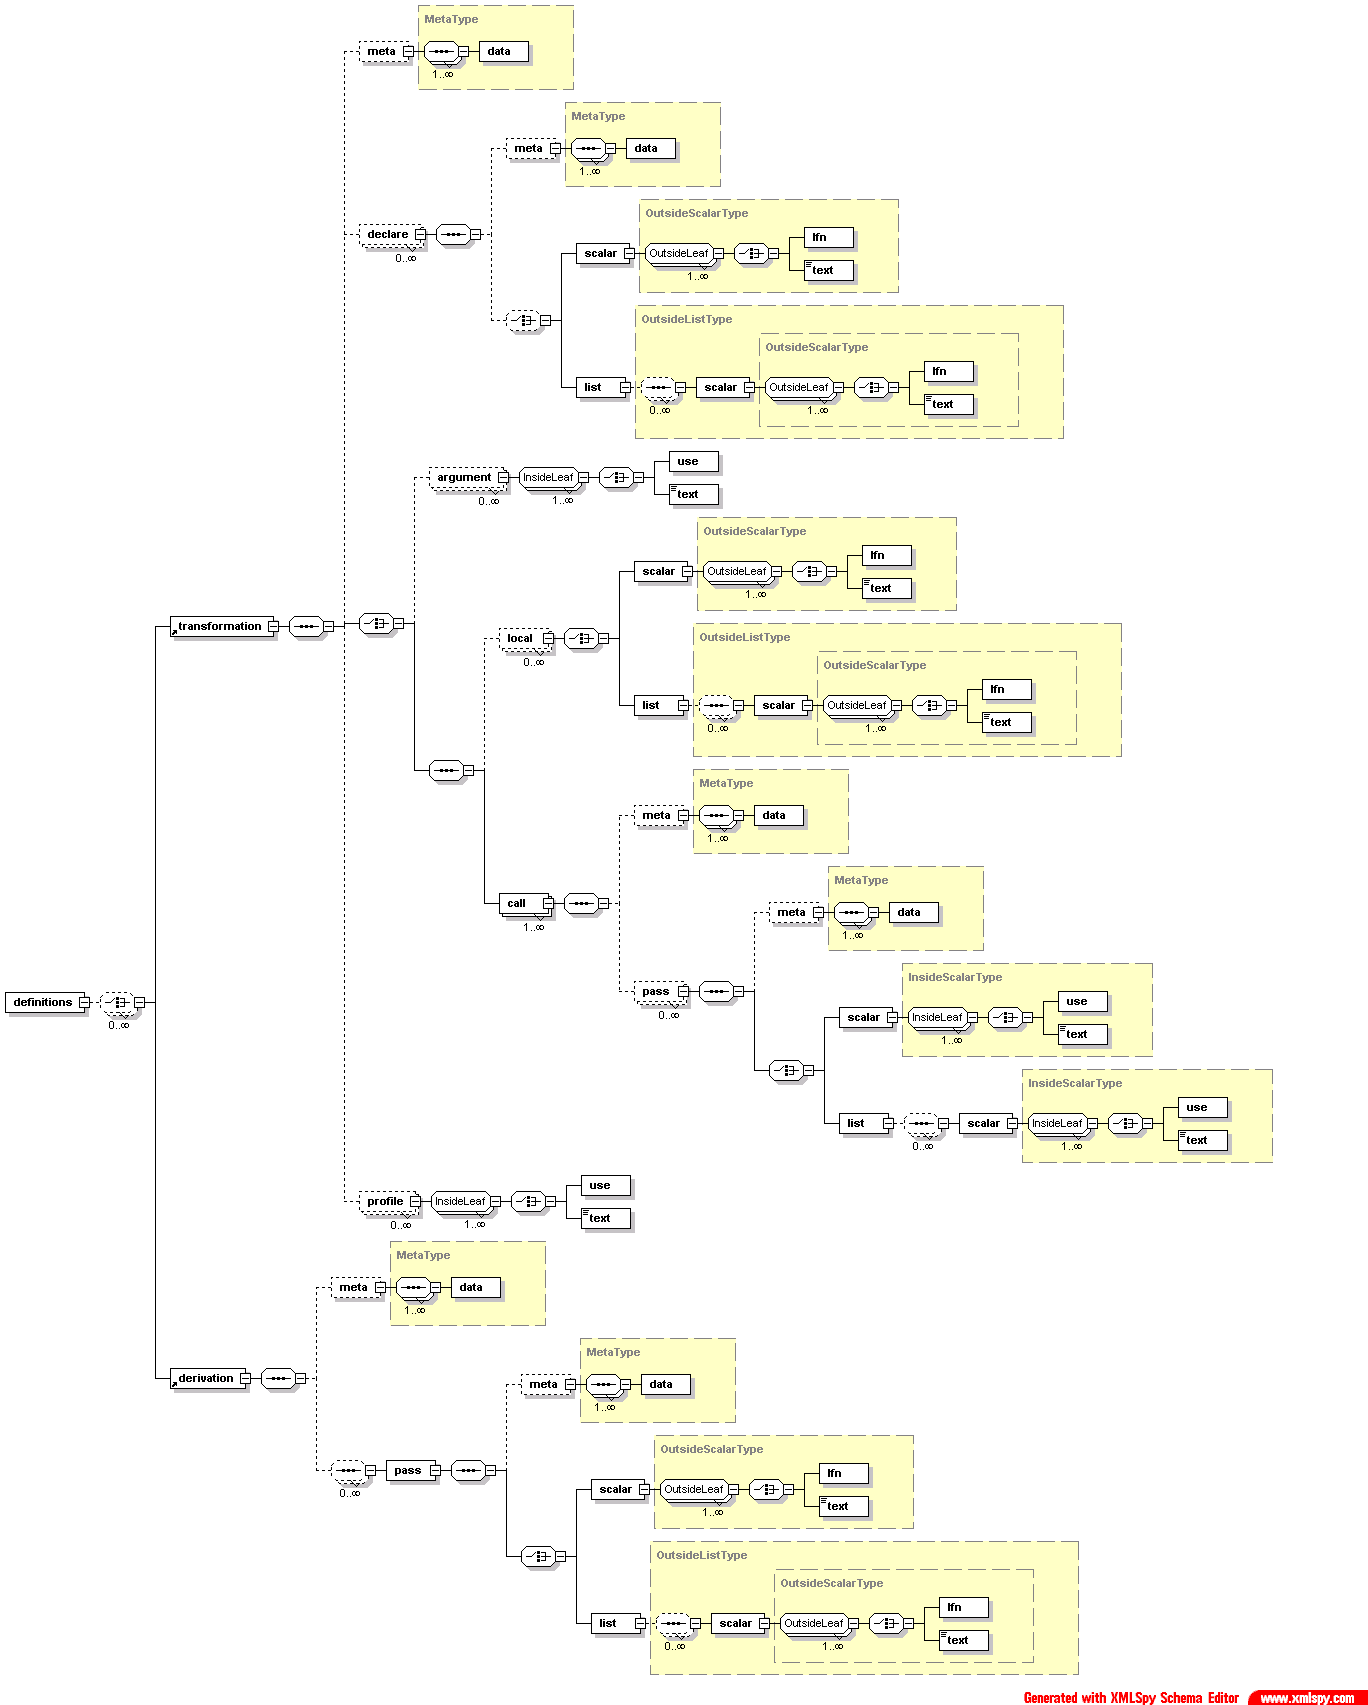 MetaType
meta
data
1..∞
MetaType
meta
data
1..∞
OutsideScalarType
declare
0..∞
lfn
scalar
OutsideLeaf
text
1..∞
OutsideListType
OutsideScalarType
lfn
list
scalar
OutsideLeaf
0..∞
1..∞
text
use
argument
InsideLeaf
0..∞
1..∞
text
OutsideScalarType
lfn
scalar
OutsideLeaf
text
1..∞
transformation
local
0..∞
OutsideListType
OutsideScalarType
lfn
list
scalar
OutsideLeaf
0..∞
1..∞
text
MetaType
meta
data
1..∞
MetaType
call
1..∞
meta
data
1..∞
InsideScalarType
pass
0..∞
use
scalar
InsideLeaf
1..∞
text
definitions
0..∞
InsideScalarType
use
list
scalar
InsideLeaf
0..∞
1..∞
text
use
profile
InsideLeaf
0..∞
1..∞
text
MetaType
meta
data
1..∞
MetaType
derivation
meta
data
1..∞
OutsideScalarType
pass
0..∞
lfn
scalar
OutsideLeaf
1..∞
text
OutsideListType
OutsideScalarType
lfn
list
scalar
OutsideLeaf
0..∞
1..∞
text
Generated with XMLSpy Schema Editor www.xmlspy.com